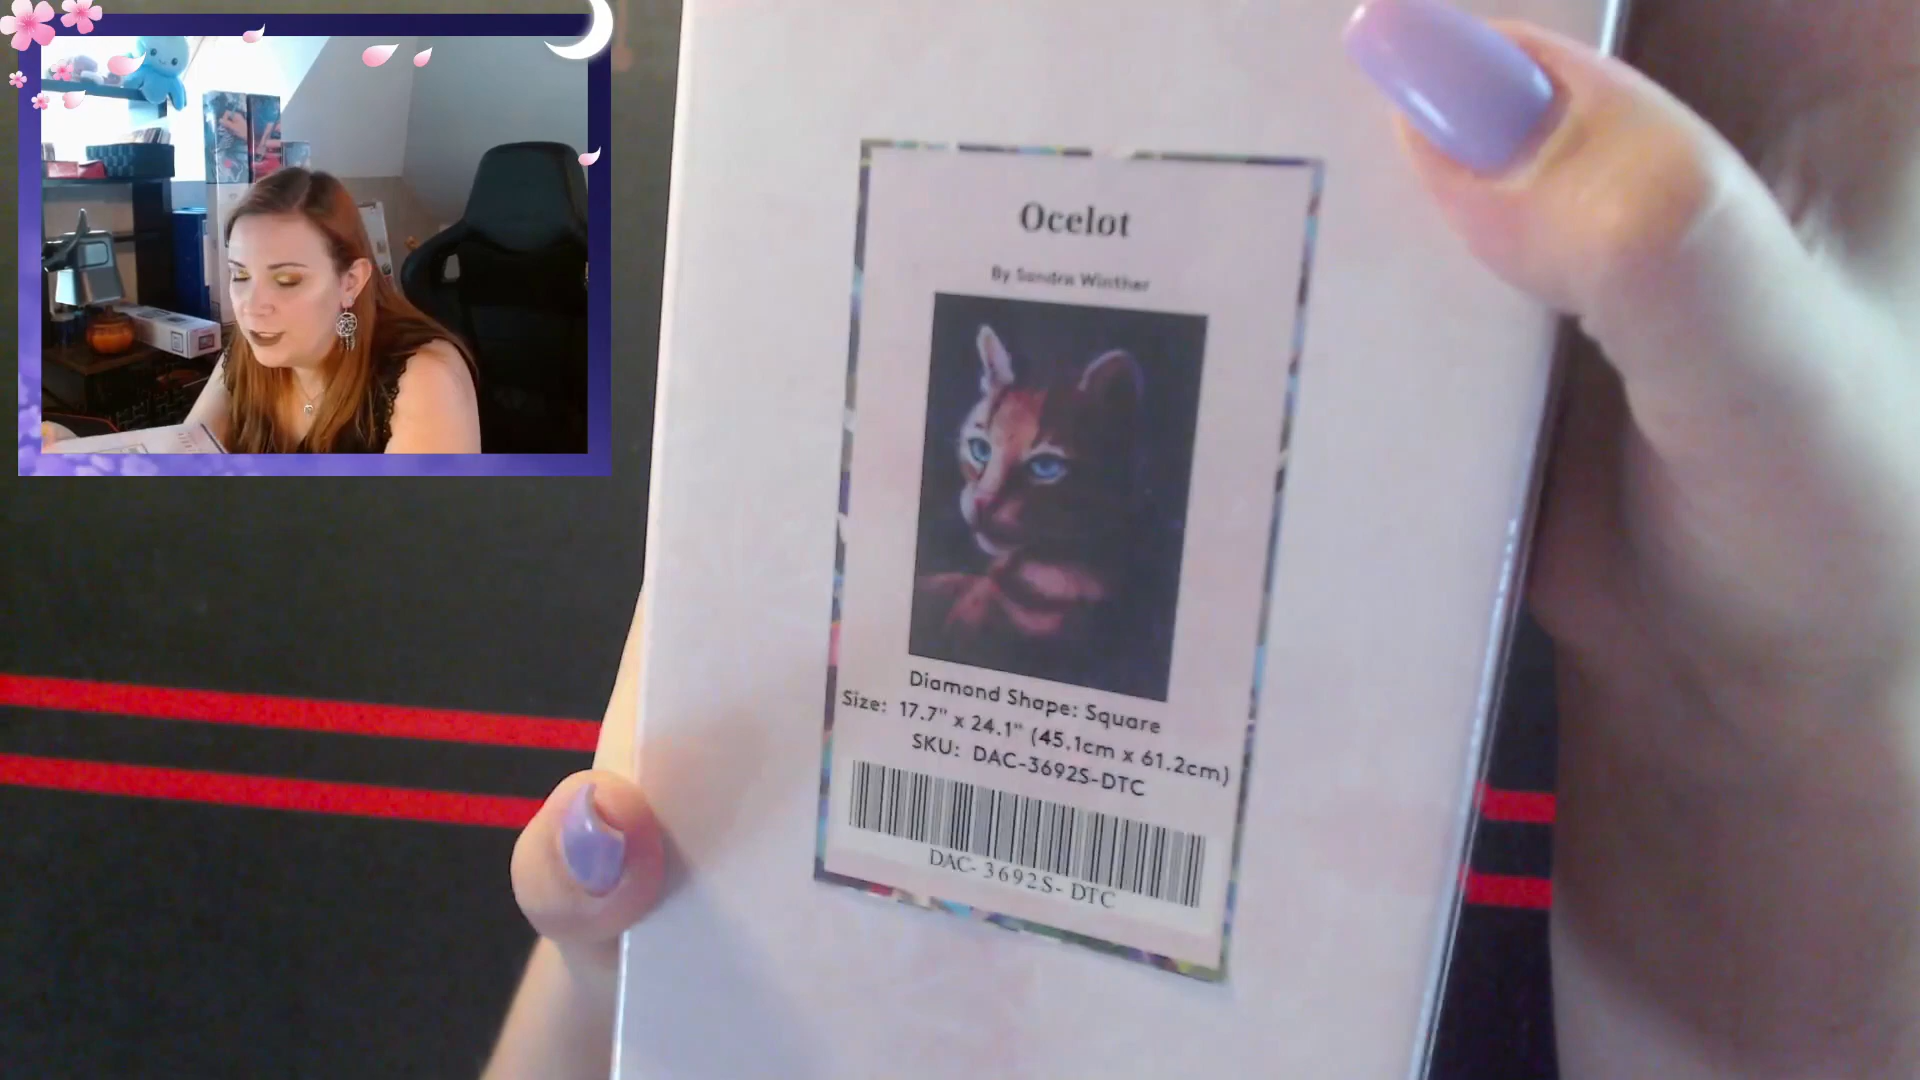 Ocelot
By Sandra Winther
Diamond Shape: Square
Size: 17.7" x 24.1" (45.1cm x 61.2cm)
SKU: DAC-3692S-DTC
DAC- 3692S- DTC